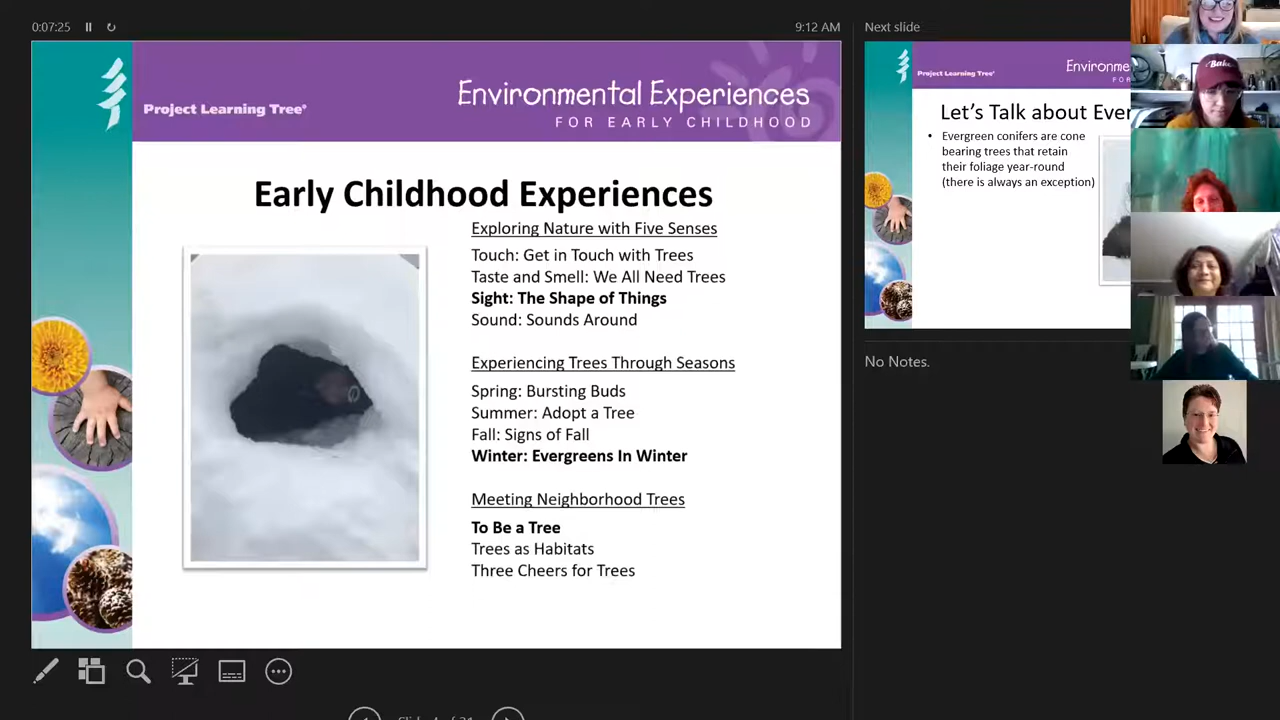 0:07:25
9:12 AM
Project Learning Tree®
Environmental Experiences
FOR EARLY CHILDHOOD
Early Childhood Experiences
Exploring Nature with Five Senses
Touch: Get in Touch with Trees
Taste and Smell: We All Need Trees
Sight: The Shape of Things
Sound: Sounds Around
Experiencing Trees Through Seasons
Spring: Bursting Buds
Summer: Adopt a Tree
Fall: Signs of Fall
Winter: Evergreens In Winter
Meeting Neighborhood Trees
To Be a Tree
Trees as Habitats
Three Cheers for Trees
Next slide
Project Learning Tree®
Environme
FOR
Let's Talk about Ever
• Evergreen conifers are cone
bearing trees that retain
their foliage year-round
(there is always an exception)
No Notes.